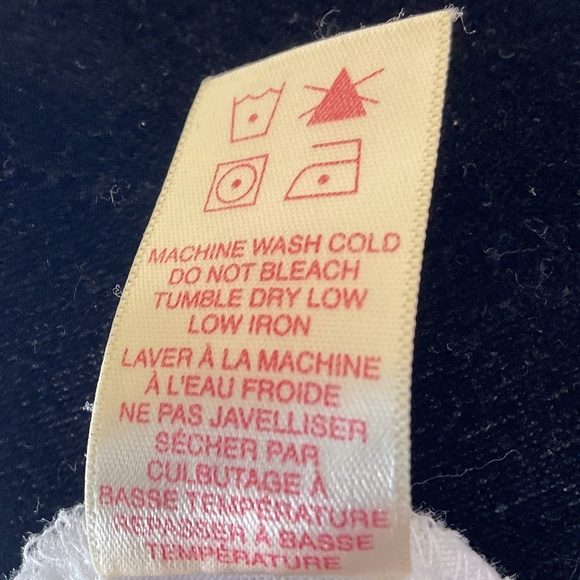 MACHINE WASH COLD
DO NOT BLEACH
TUMBLE DRY LOW
LOW IRON
LAVER À LA MACHINE
À L'EAU FROIDE
NE PAS JAVELLISER
SÉCHER PAR
CULBUTAGE À
BASSE TEMPÉRATURE
REPASSER À BASSE
TEMPÉRATURE